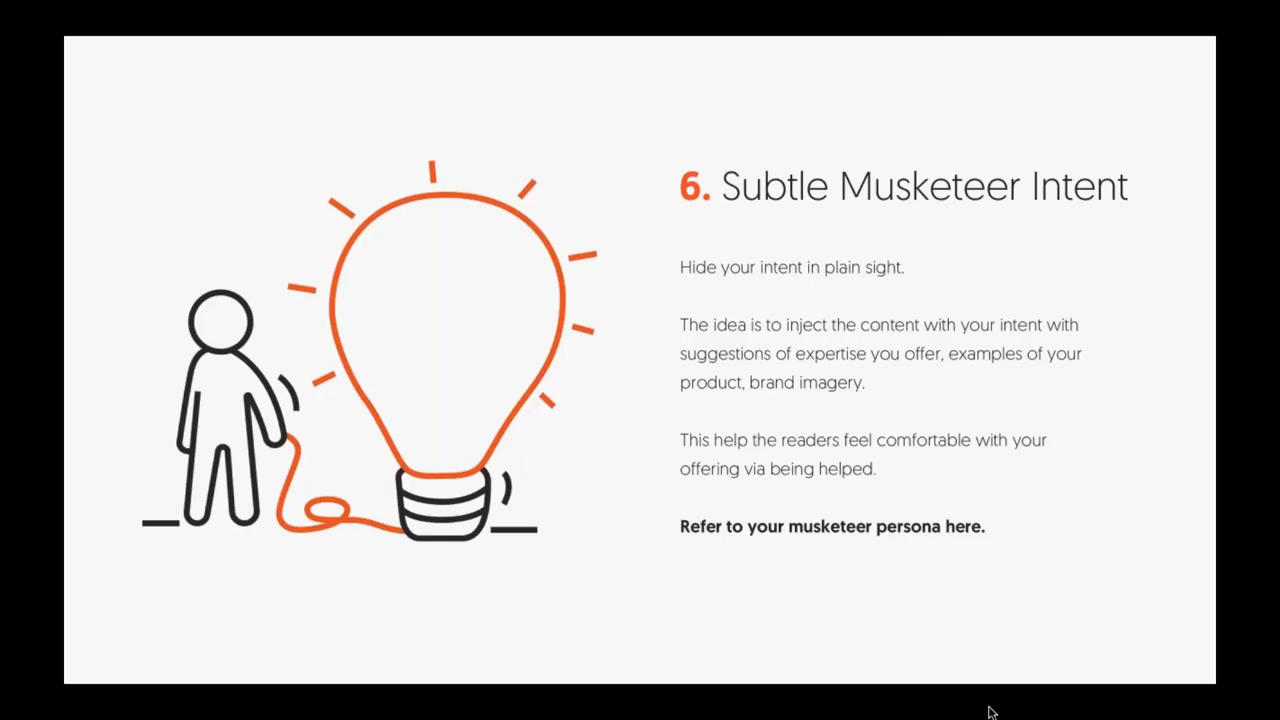 6. Subtle Musketeer Intent
Hide your intent in plain sight.
The idea is to inject the content with your intent with
suggestions of expertise you offer, examples of your
product, brand imagery.
This help the readers feel comfortable with your
offering via being helped.
Refer to your musketeer persona here.